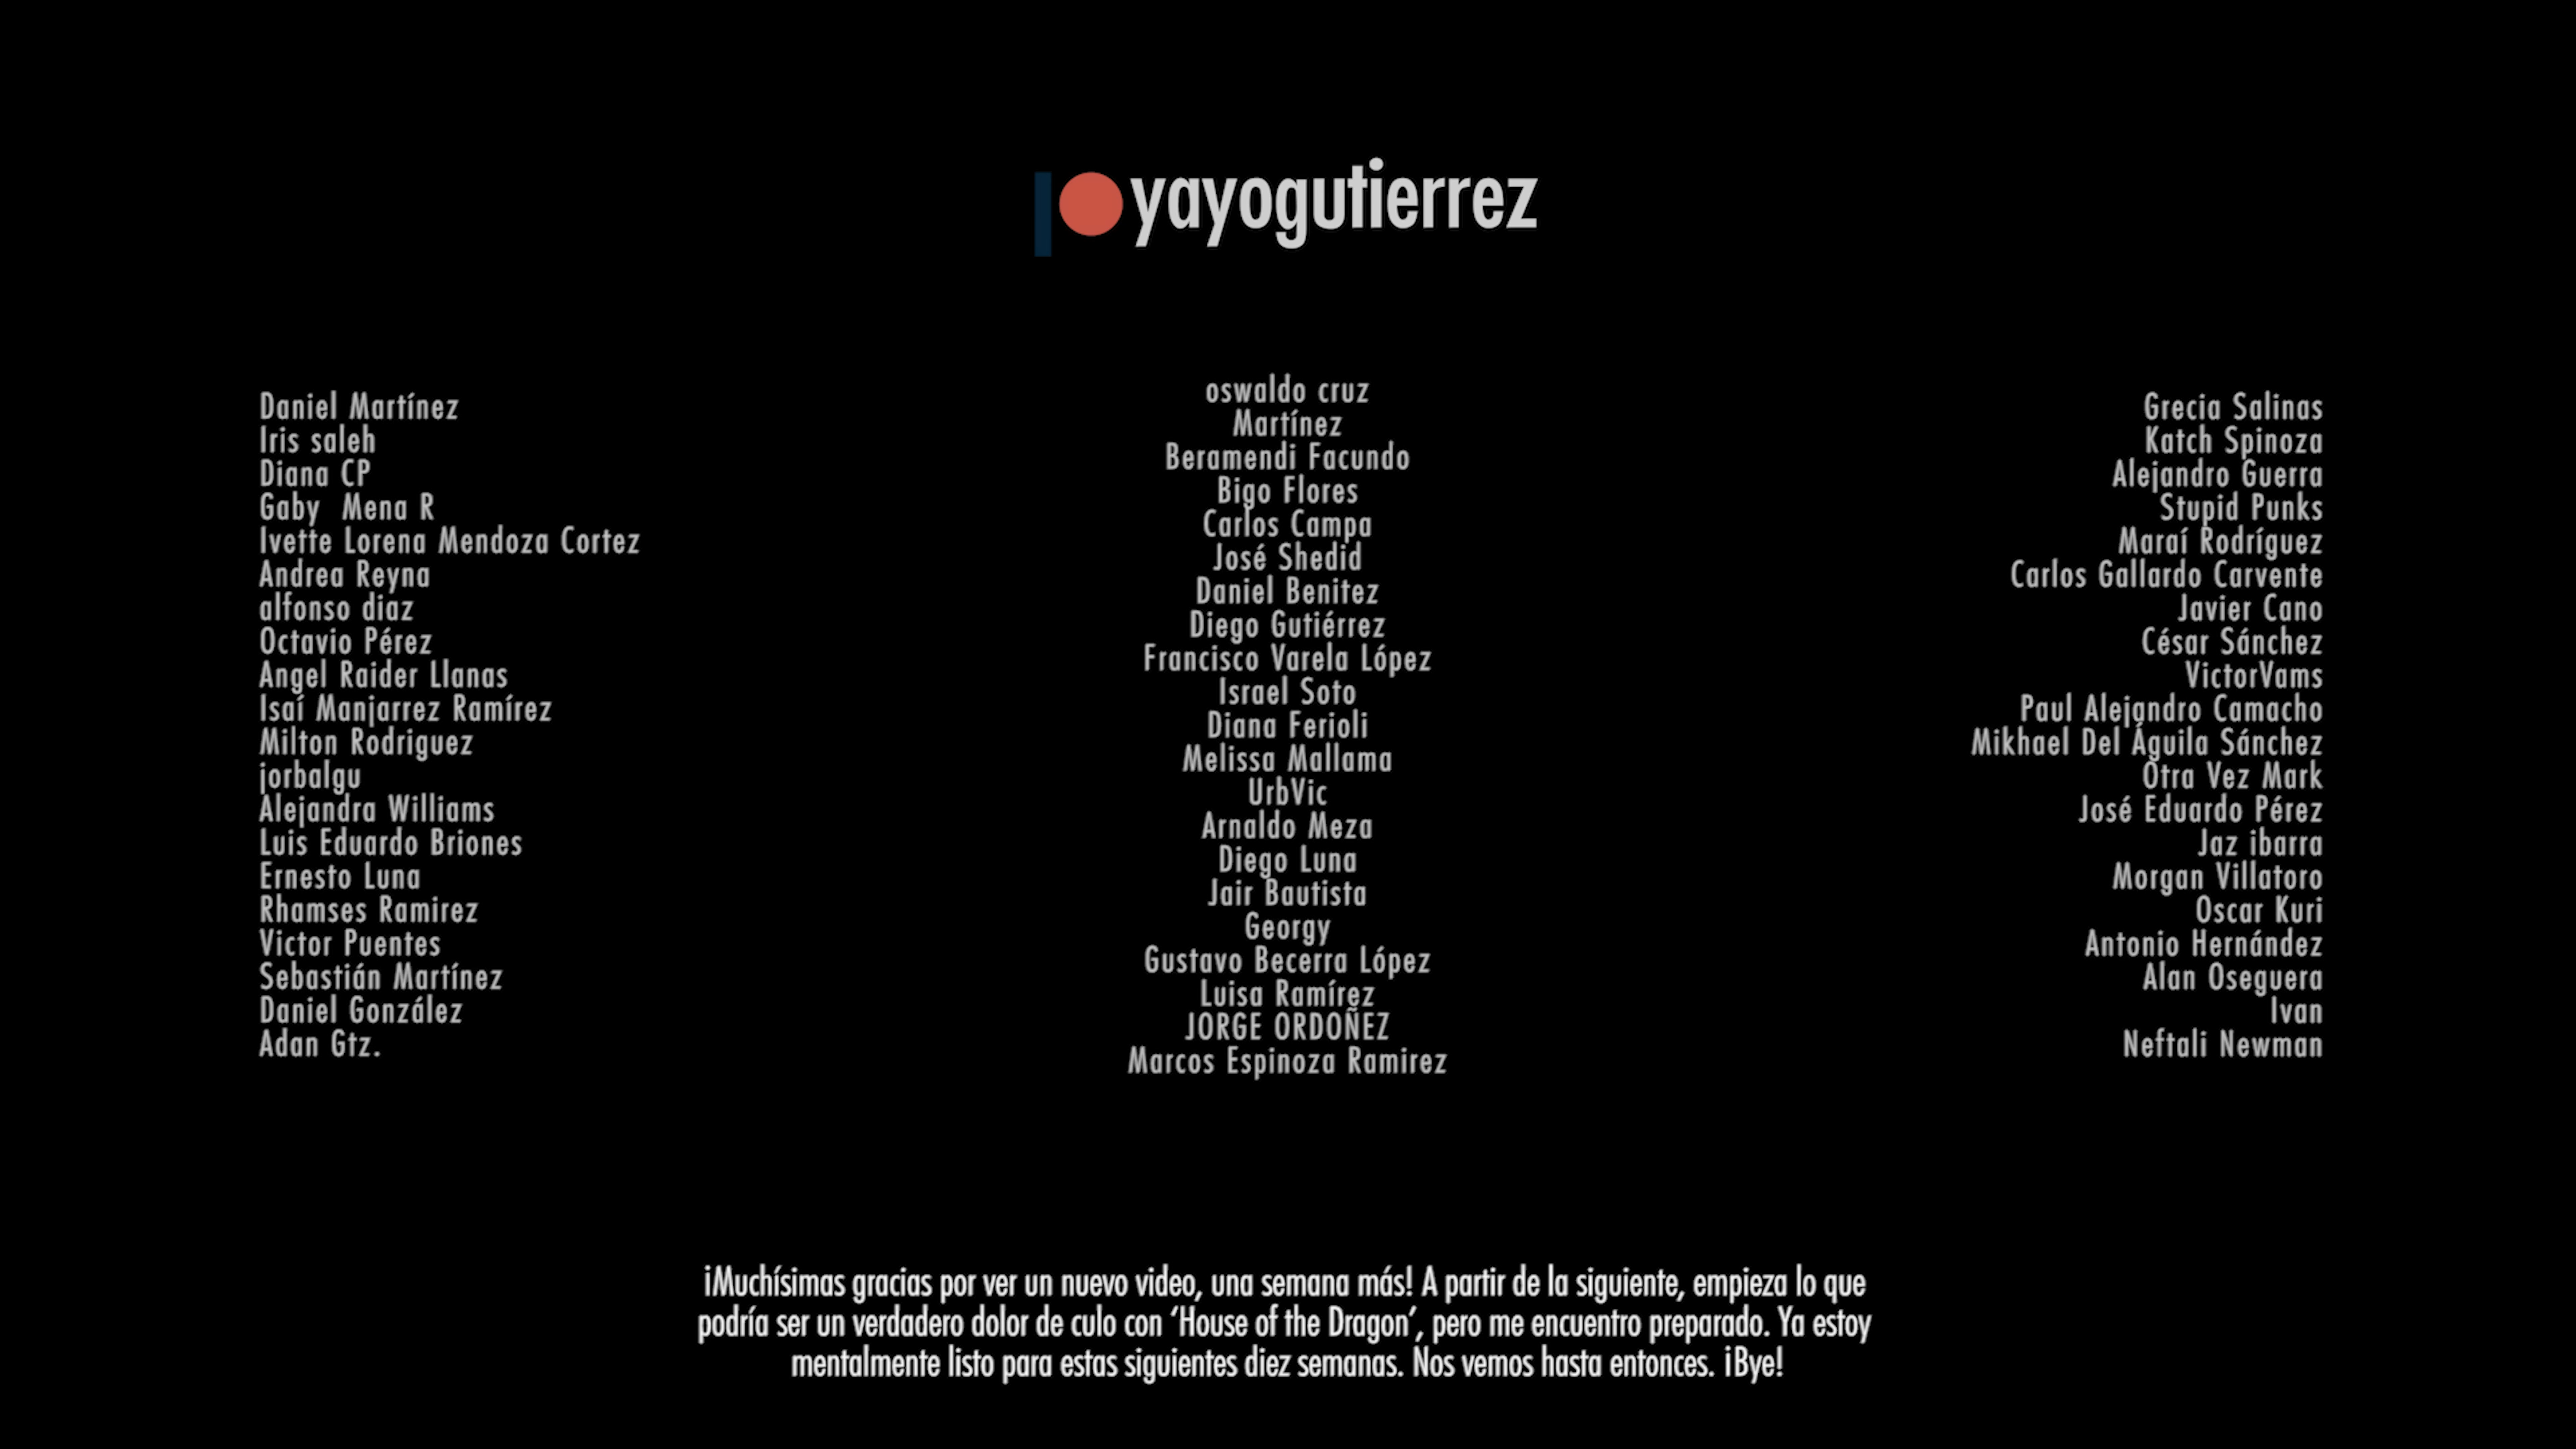 yayogutierrez
Daniel Martínez
Iris saleh
Diana CP
Gaby  Mena R
Ivette Lorena Mendoza Cortez
Andrea Reyna
alfonso diaz
Octavio Pérez
Angel Raider Llanas
Isaí Manjarrez Ramírez
Milton Rodriguez
jorbalgu
Alejandra Williams
Luis Eduardo Briones
Ernesto Luna
Rhamses Ramirez
Victor Puentes
Sebastián Martínez
Daniel González
Adan Gtz.
oswaldo cruz
Martínez
Beramendi Facundo
Bigo Flores
Carlos Campa
José Shedid
Daniel Benitez
Diego Gutiérrez
Francisco Varela López
Israel Soto
Diana Ferioli
Melissa Mallama
UrbVic
Arnaldo Meza
Diego Luna
Jair Bautista
Georgy
Gustavo Becerra López
Luisa Ramírez
JORGE ORDOÑEZ
Marcos Espinoza Ramirez
Grecia Salinas
Katch Spinoza
Alejandro Guerra
Stupid Punks
Maraí Rodríguez
Carlos Gallardo Carvente
Javier Cano
César Sánchez
VictorVams
Paul Alejandro Camacho
Mikhael Del Águila Sánchez
Otra Vez Mark
José Eduardo Pérez
Jaz ibarra
Morgan Villatoro
Oscar Kuri
Antonio Hernández
Alan Oseguera
Ivan
Neftali Newman
¡Muchísimas gracias por ver un nuevo video, una semana más! A partir de la siguiente, empieza lo que
podría ser un verdadero dolor de culo con ‘House of the Dragon’, pero me encuentro preparado. Ya estoy
mentalmente listo para estas siguientes diez semanas. Nos vemos hasta entonces. ¡Bye!